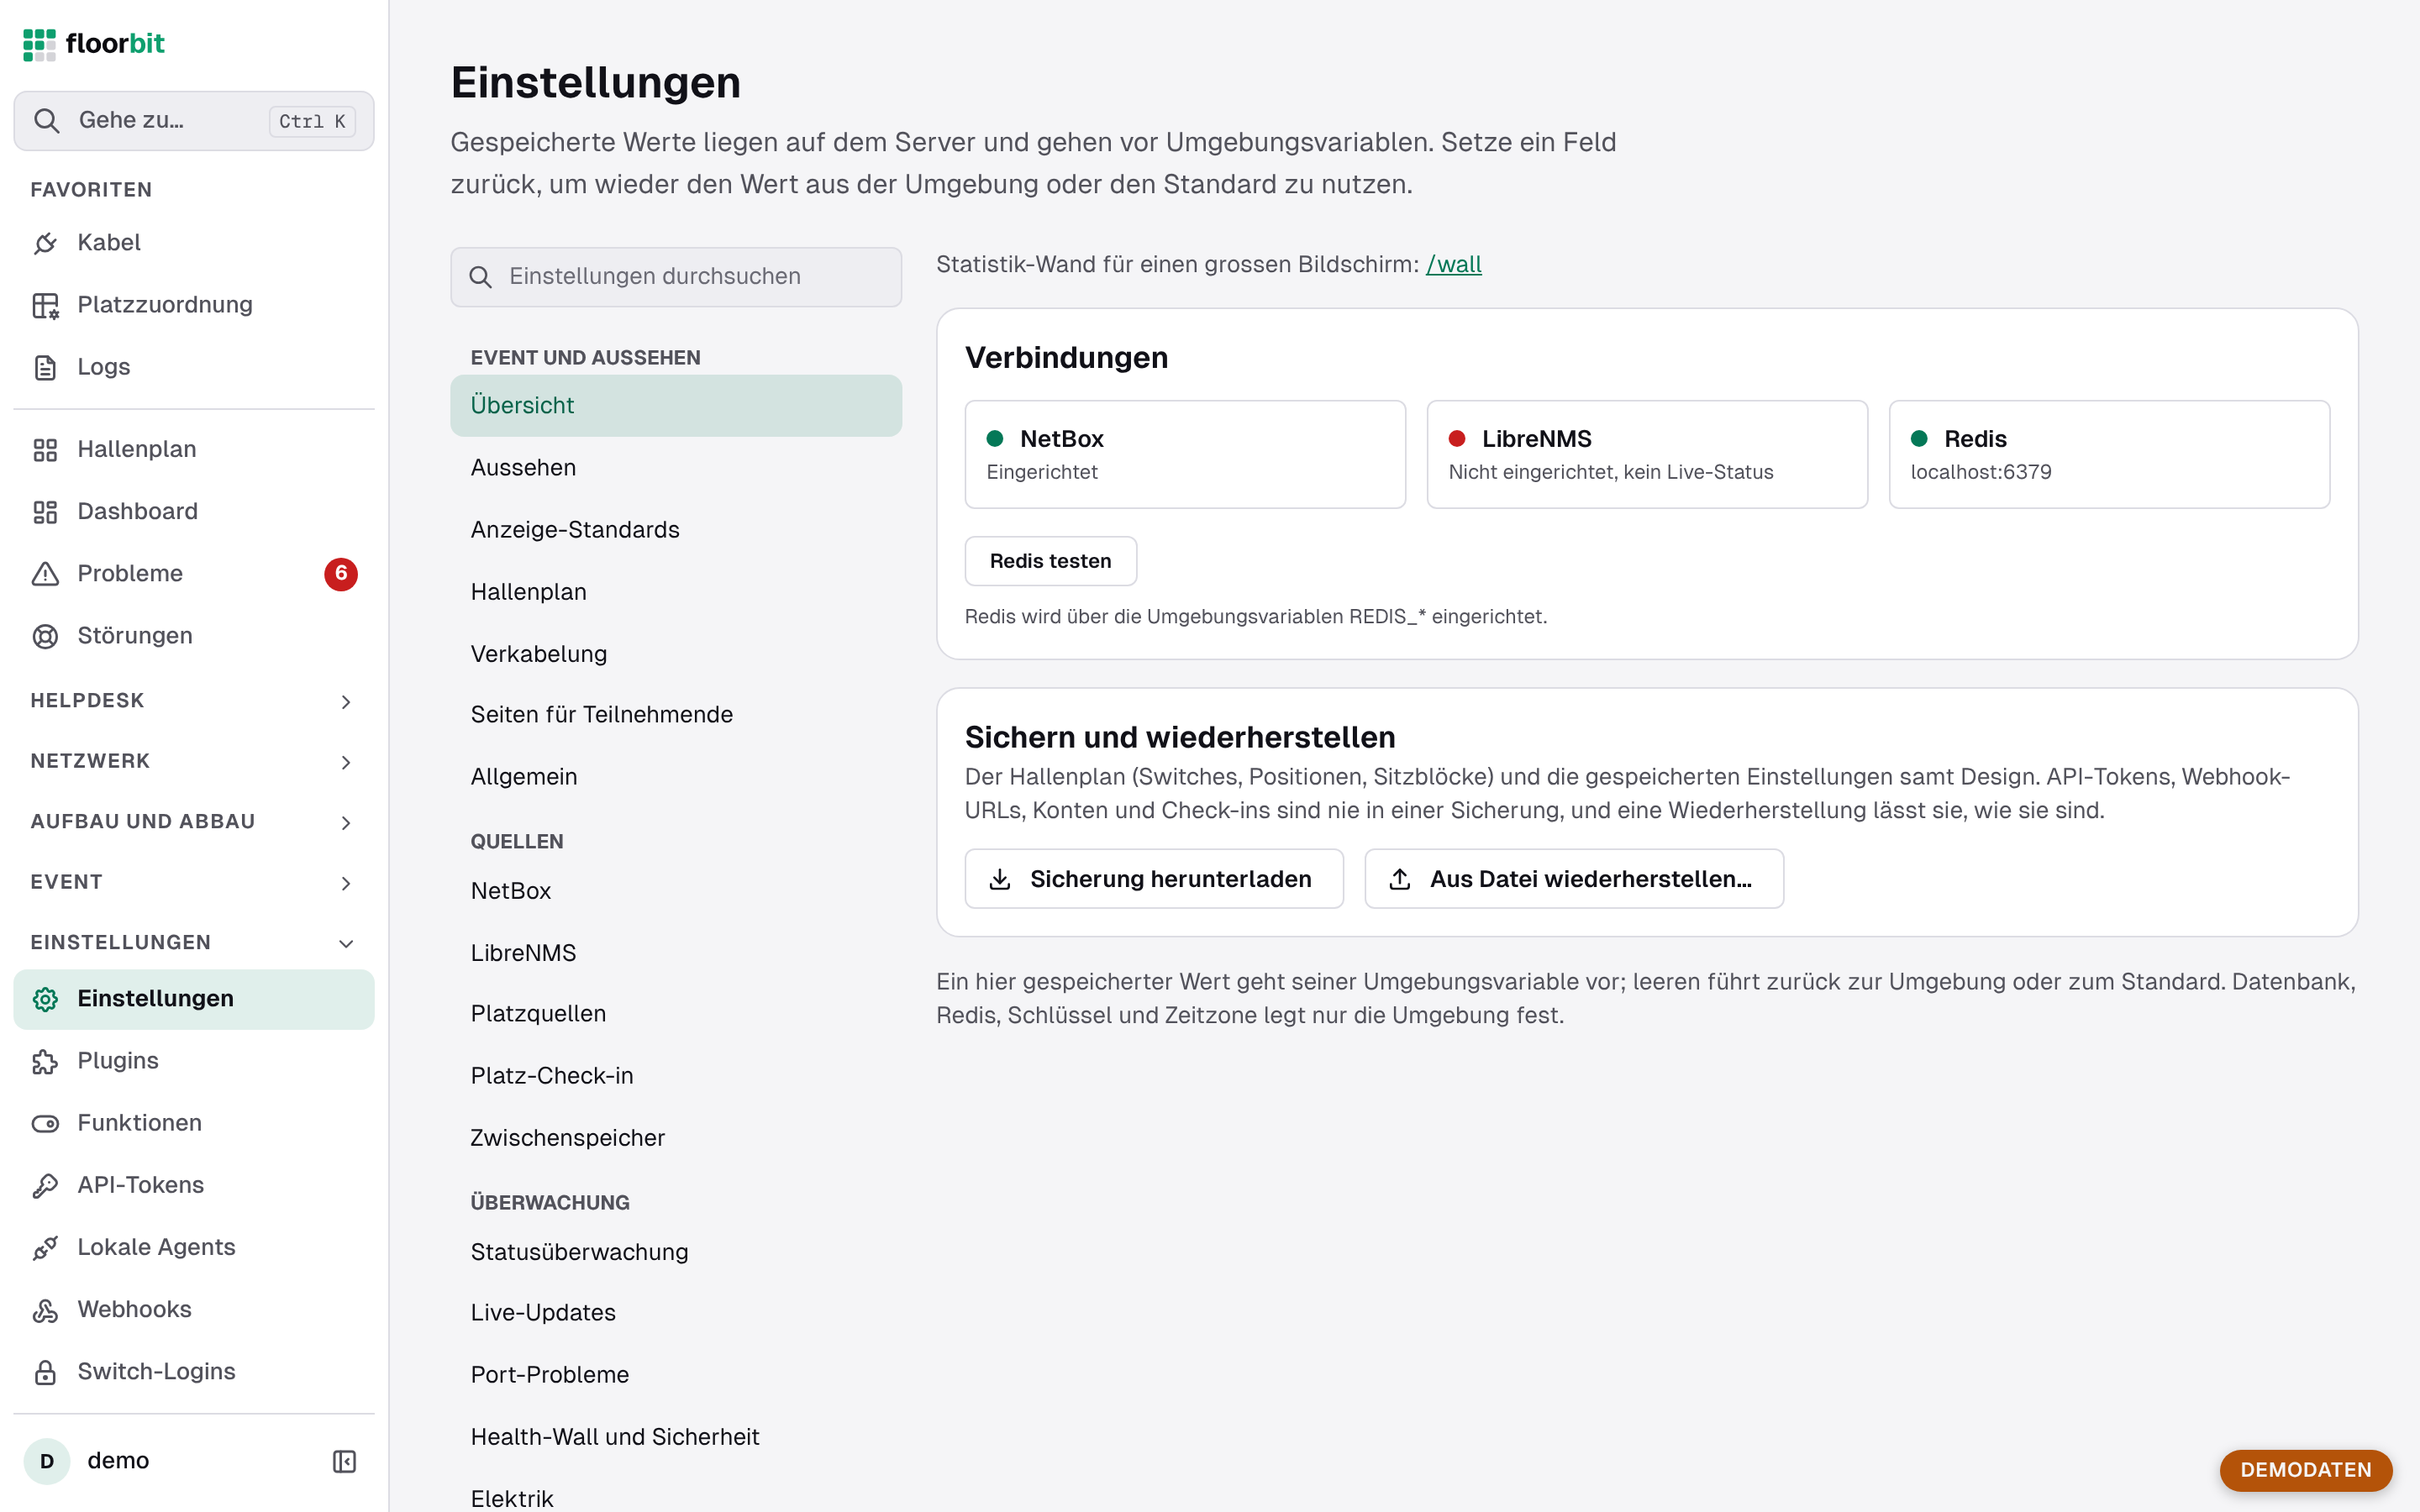 floorbit
Gehe zu...
Ctrl K
FAVORITEN
Kabel
Platzzuordnung
Logs
Hallenplan
Dashboard
Probleme
6
Störungen
HELPDESK
NETZWERK
AUFBAU UND ABBAU
EVENT
EINSTELLUNGEN
Einstellungen
Plugins
Funktionen
API-Tokens
Lokale Agents
Webhooks
Switch-Logins
D
demo
Einstellungen
Gespeicherte Werte liegen auf dem Server und gehen vor Umgebungsvariablen. Setze ein Feld
zurück, um wieder den Wert aus der Umgebung oder den Standard zu nutzen.
Einstellungen durchsuchen
EVENT UND AUSSEHEN
Übersicht
Aussehen
Anzeige-Standards
Hallenplan
Verkabelung
Seiten für Teilnehmende
Allgemein
QUELLEN
NetBox
LibreNMS
Platzquellen
Platz-Check-in
Zwischenspeicher
ÜBERWACHUNG
Statusüberwachung
Live-Updates
Port-Probleme
Health-Wall und Sicherheit
Elektrik
Statistik-Wand für einen grossen Bildschirm: /wall
Verbindungen
NetBox
Eingerichtet
LibreNMS
Nicht eingerichtet, kein Live-Status
Redis
localhost:6379
Redis testen
Redis wird über die Umgebungsvariablen REDIS_* eingerichtet.
Sichern und wiederherstellen
Der Hallenplan (Switches, Positionen, Sitzblöcke) und die gespeicherten Einstellungen samt Design. API-Tokens, Webhook-
URLs, Konten und Check-ins sind nie in einer Sicherung, und eine Wiederherstellung lässt sie, wie sie sind.
Sicherung herunterladen
Aus Datei wiederherstellen...
Ein hier gespeicherter Wert geht seiner Umgebungsvariable vor; leeren führt zurück zur Umgebung oder zum Standard. Datenbank,
Redis, Schlüssel und Zeitzone legt nur die Umgebung fest.
DEMODATEN